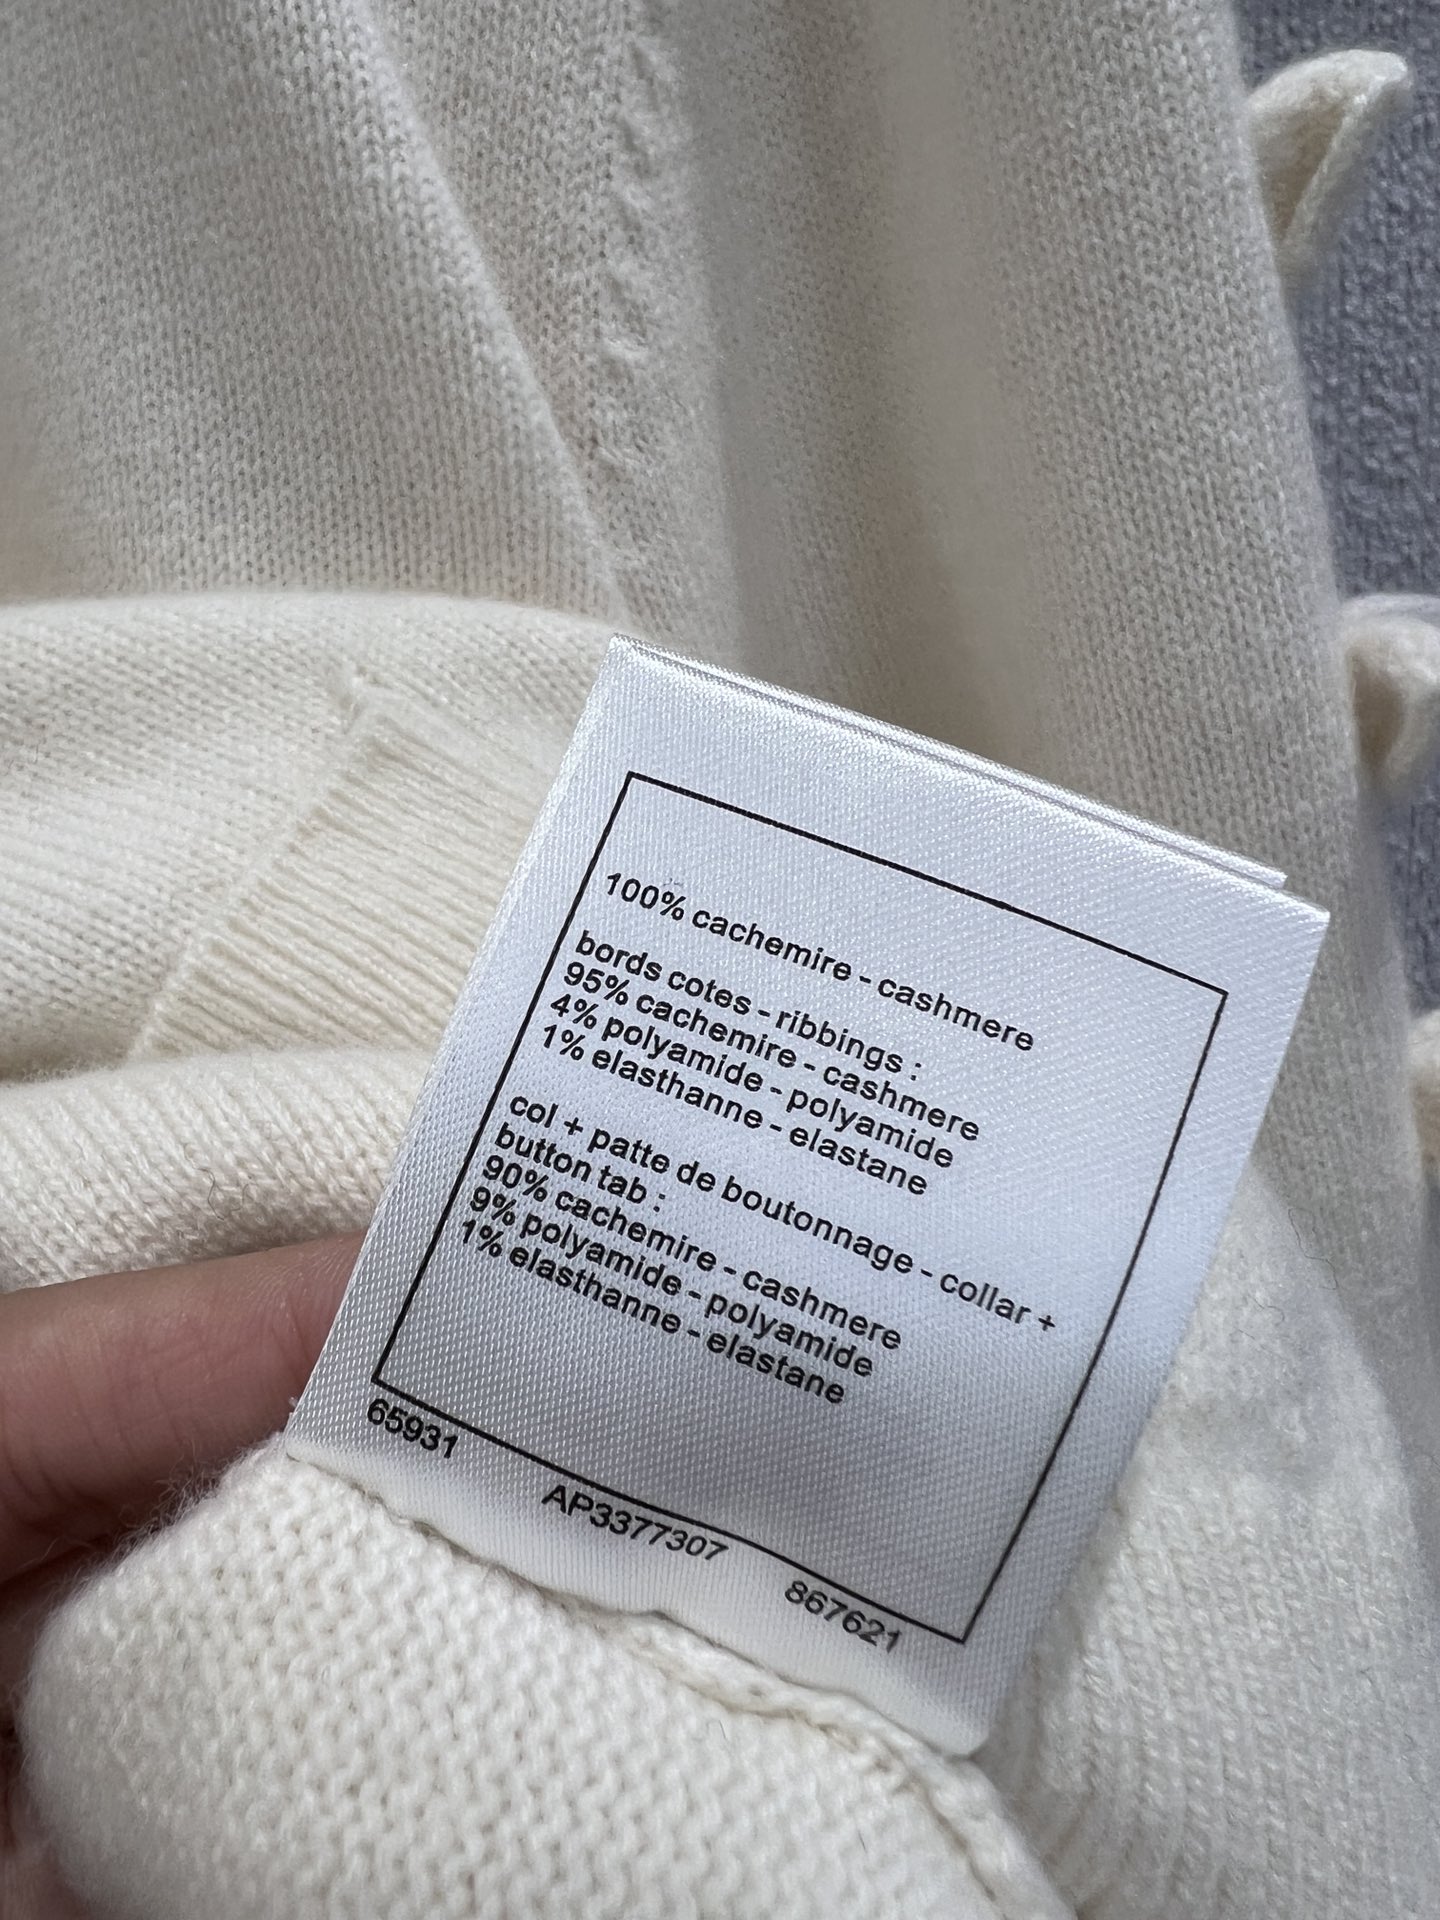 100% cachemire - cashmere
bords cotes - ribbings :
95% cachemire - cashmere
4% polyamide - polyamide
1% elasthanne - elastane
col + patte de boutonnage - collar +
button tab :
90% cachemire - cashmere
9% polyamide - polyamide
1% elasthanne - elastane
65931 AP3377307 867621